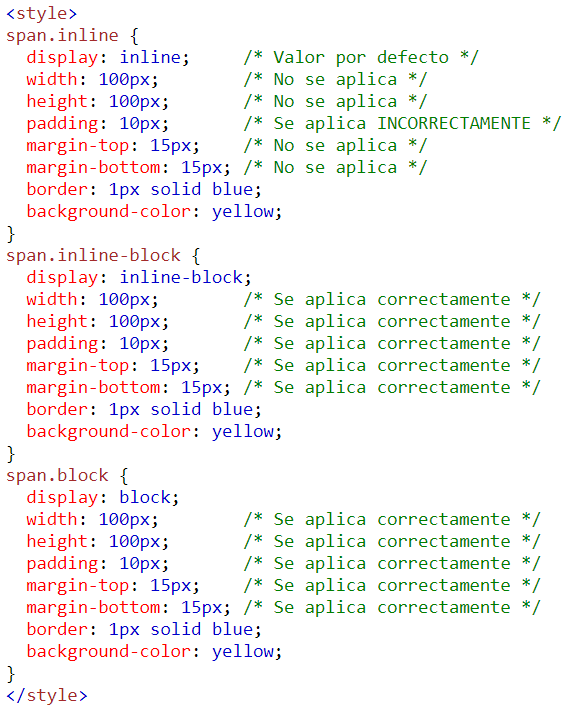 <style>
span.inline {
  display: inline;     /* Valor por defecto */
  width: 100px;        /* No se aplica */
  height: 100px;       /* No se aplica */
  padding: 10px;       /* Se aplica INCORRECTAMENTE */
  margin-top: 15px;    /* No se aplica */
  margin-bottom: 15px; /* No se aplica */
  border: 1px solid blue;
  background-color: yellow;
}
span.inline-block {
  display: inline-block;
  width: 100px;        /* Se aplica correctamente */
  height: 100px;       /* Se aplica correctamente */
  padding: 10px;       /* Se aplica correctamente */
  margin-top: 15px;    /* Se aplica correctamente */
  margin-bottom: 15px; /* Se aplica correctamente */
  border: 1px solid blue;
  background-color: yellow;
}
span.block {
  display: block;
  width: 100px;        /* Se aplica correctamente */
  height: 100px;       /* Se aplica correctamente */
  padding: 10px;       /* Se aplica correctamente */
  margin-top: 15px;    /* Se aplica correctamente */
  margin-bottom: 15px; /* Se aplica correctamente */
  border: 1px solid blue;
  background-color: yellow;
}
</style>